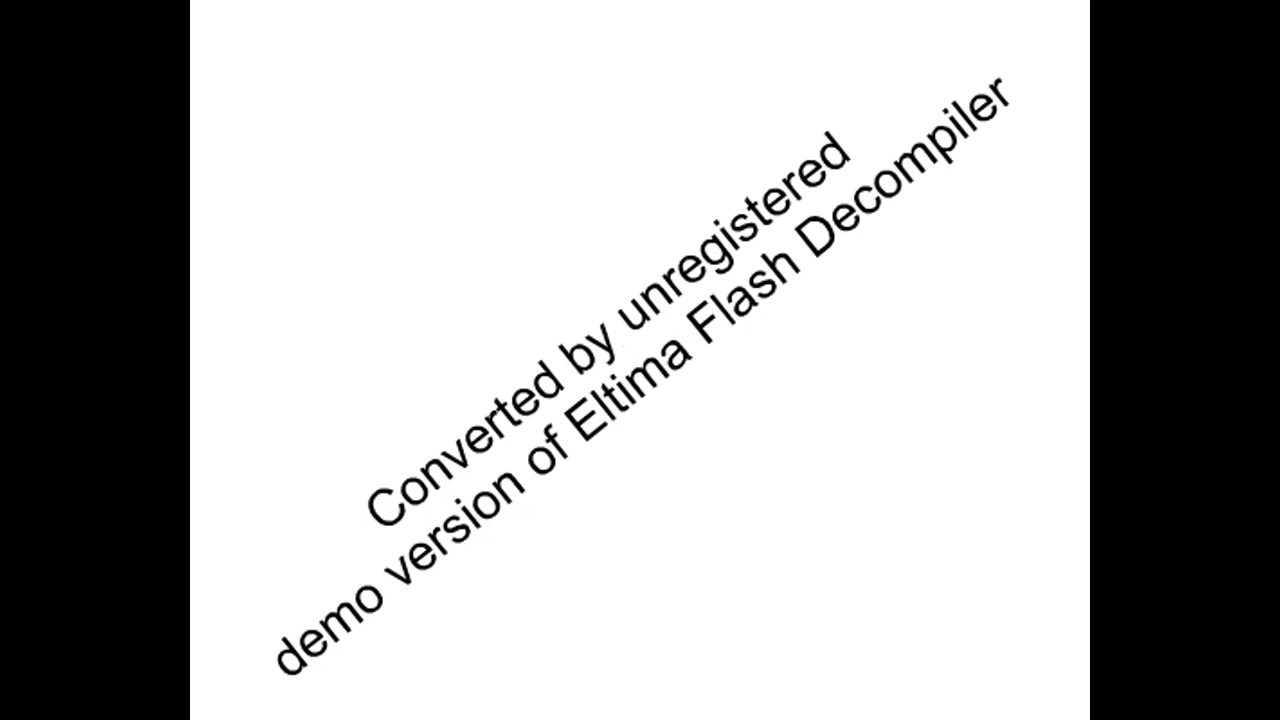 Converted by unregistered
demo version of Eltima Flash Decompiler